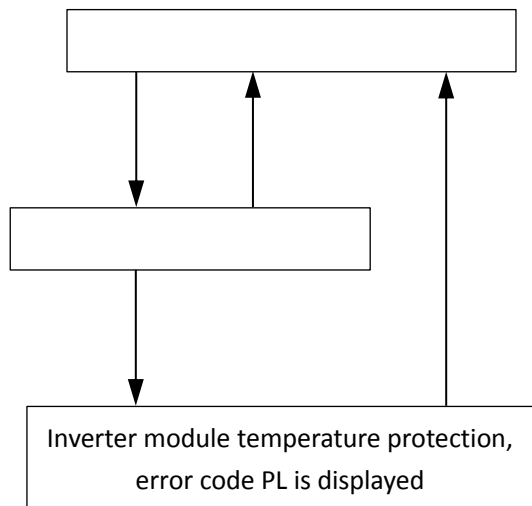 Inverter module temperature protection,
error code PL is displayed